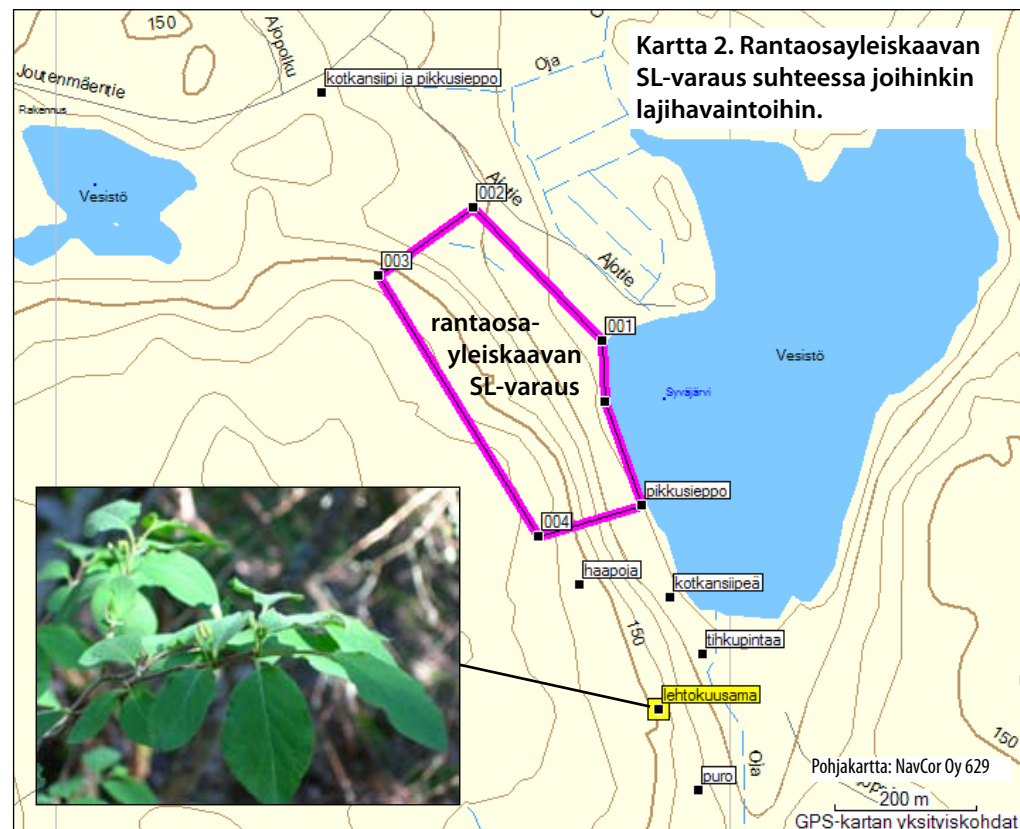 150
Ajopolku
Joutenmäentie
Rakennus
Vesistö
kotkansiipi ja pikkusieppo
Oja
Kartta 2. Rantaosayleiskaavan
SL-varaus suhteessa joihinkin
lajihavaintoihin.
002
Ajotie
003
Ajotie
001
rantaosa-
yleiskaavan
SL-varaus
Vesistö
Syväjärvi
pikkusieppo
004
haapoja
kotkansiipeä
150
tihkupintaa
lehtokuusama
puro
Oja
150
Pohjakartta: NavCor Oy 629
200 m
GPS-kartan yksityiskohdat